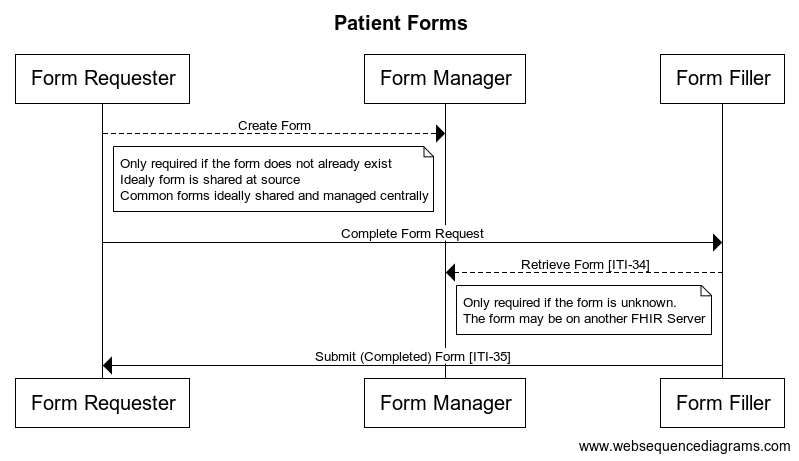 Patient Forms
Form Requester
Form Manager
Form Filler
Create Form
Only required if the form does not already exist
Idealy form is shared at source
Common forms ideally shared and managed centrally
Complete Form Request
Retrieve Form [ITI-34]
Only required if the form is unknown.
The form may be on another FHIR Server
Submit (Completed) Form [ITI-35]
Form Requester
Form Manager
Form Filler
www.websequencediagrams.com